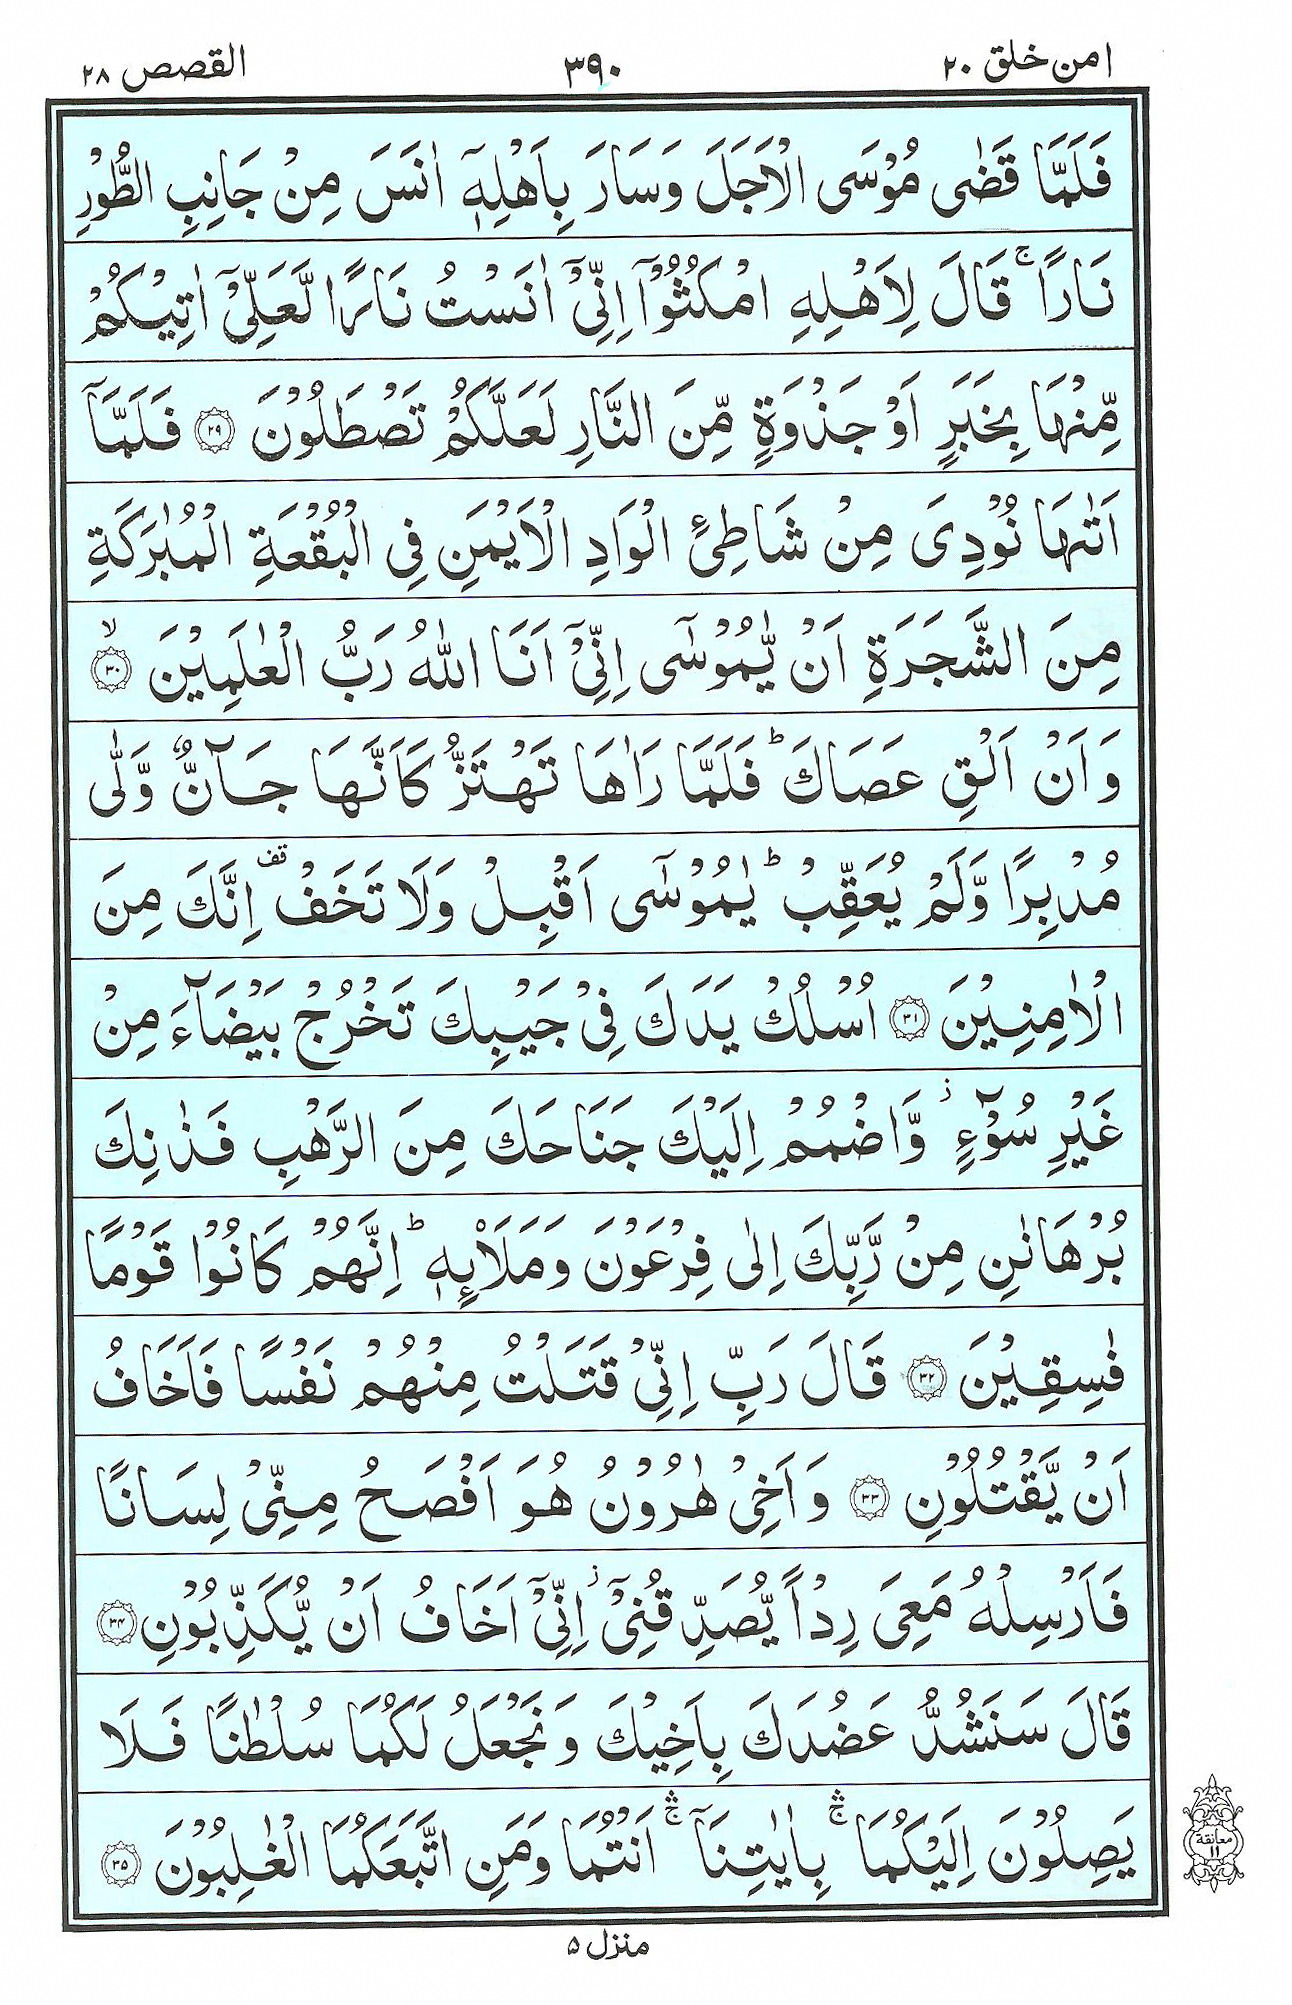 امن خلق ٢٠ ٣٩٠ القصص ٢٨
فَلَمَّا قَضٰى مُوْسَى الْاَجَلَ وَسَارَ بِاَهْلِهٖۤ اٰنَسَ مِنْ جَانِبِ الطُّوْرِ
نَارًا ۚ قَالَ لِاَهْلِهِ امْكُثُوْۤا اِنِّىْۤ اٰنَسْتُ نَارًا لَّعَلِّىْۤ اٰتِيْكُمْ
مِّنْهَا بِخَبَرٍ اَوْ جَذْوَةٍ مِّنَ النَّارِ لَعَلَّكُمْ تَصْطَلُوْنَ ۝٢٩ فَلَمَّاۤ
اَتٰىهَا نُوْدِىَ مِنْ شَاطِئِ الْوَادِ الْاَيْمَنِ فِى الْبُقْعَةِ الْمُبٰرَكَةِ
مِنَ الشَّجَرَةِ اَنْ يّٰمُوْسٰٓى اِنِّىْۤ اَنَا اللّٰهُ رَبُّ الْعٰلَمِيْنَ ۙ۝٣٠
وَاَنْ اَلْقِ عَصَاكَ ؕ فَلَمَّا رَاٰهَا تَهْتَزُّ كَاَنَّهَا جَآنٌّ وَّلّٰى
مُدْبِرًا وَّلَمْ يُعَقِّبْ ؕ يٰمُوْسٰٓى اَقْبِلْ وَلَا تَخَفْ قف اِنَّكَ مِنَ
الْاٰمِنِيْنَ ۝٣١ اُسْلُكْ يَدَكَ فِىْ جَيْبِكَ تَخْرُجْ بَيْضَآءَ مِنْ
غَيْرِ سُوْٓءٍ ز وَّاضْمُمْ اِلَيْكَ جَنَاحَكَ مِنَ الرَّهْبِ فَذٰنِكَ
بُرْهَانٰنِ مِنْ رَّبِّكَ اِلٰى فِرْعَوْنَ وَمَلَا۟ئِهٖ ؕ اِنَّهُمْ كَانُوْا قَوْمًا
فٰسِقِيْنَ ۝٣٢ قَالَ رَبِّ اِنِّىْ قَتَلْتُ مِنْهُمْ نَفْسًا فَاَخَافُ
اَنْ يَّقْتُلُوْنِ ۝٣٣ وَاَخِىْ هٰرُوْنُ هُوَ اَفْصَحُ مِنِّىْ لِسَانًا
فَاَرْسِلْهُ مَعِىَ رِدْاً يُّصَدِّقُنِىْۤ ز اِنِّىْۤ اَخَافُ اَنْ يُّكَذِّبُوْنِ ۝٣٤
قَالَ سَنَشُدُّ عَضُدَكَ بِاَخِيْكَ وَنَجْعَلُ لَكُمَا سُلْطٰنًا فَلَا
يَصِلُوْنَ اِلَيْكُمَا ۛۚ بِاٰيٰتِنَاۤ ۛۚ اَنْتُمَا وَمَنِ اتَّبَعَكُمَا الْغٰلِبُوْنَ ۝٣٥
معانقة ١١
منزل ٥